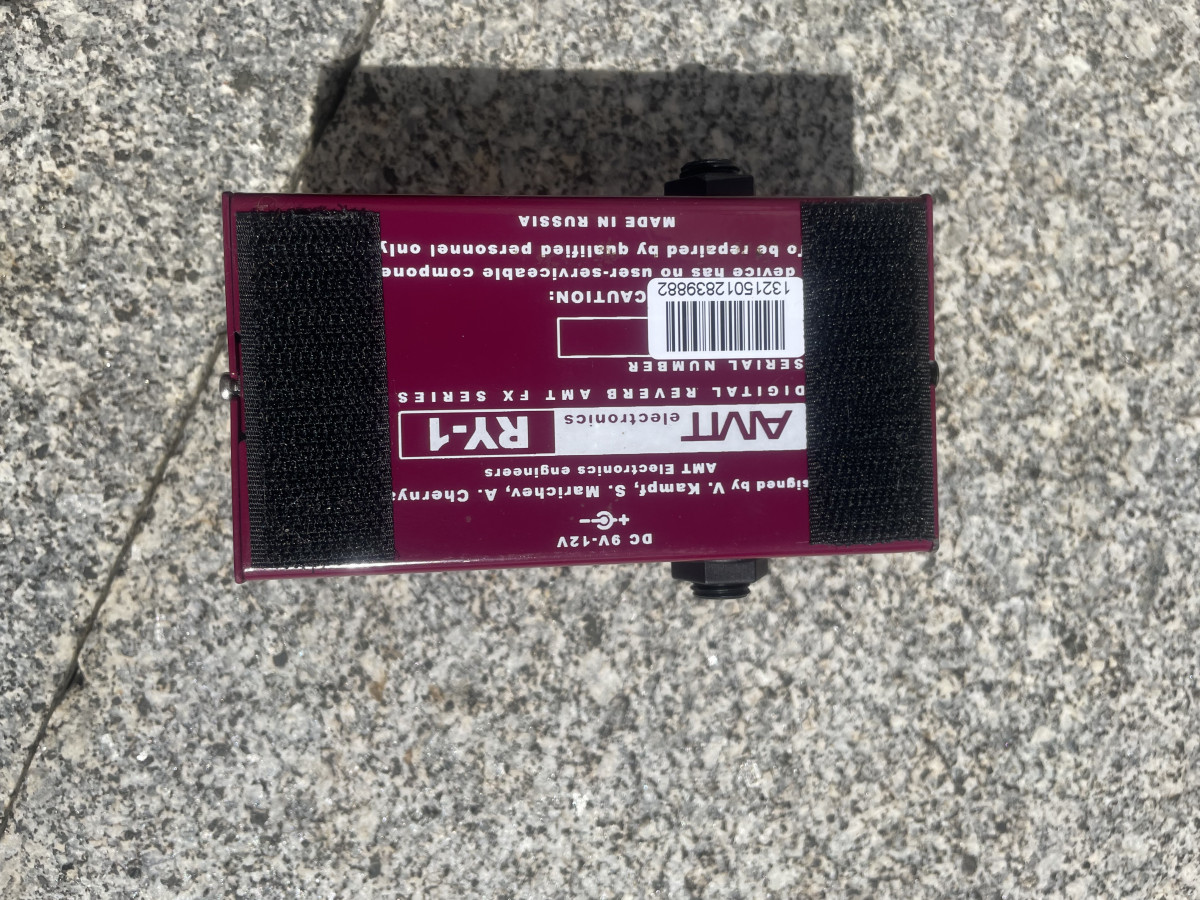 DC 9V-12V
signed by V. Kampf, S. Marichev, A. Cherny
AMT Electronics engineers
AMT electronics RY-1
DIGITAL REVERB AMT FX SERIES
SERIAL NUMBER
13215012839882
CAUTION:
device has no user-serviceable compone
To be repaired by qualified personnel only
MADE IN RUSSIA